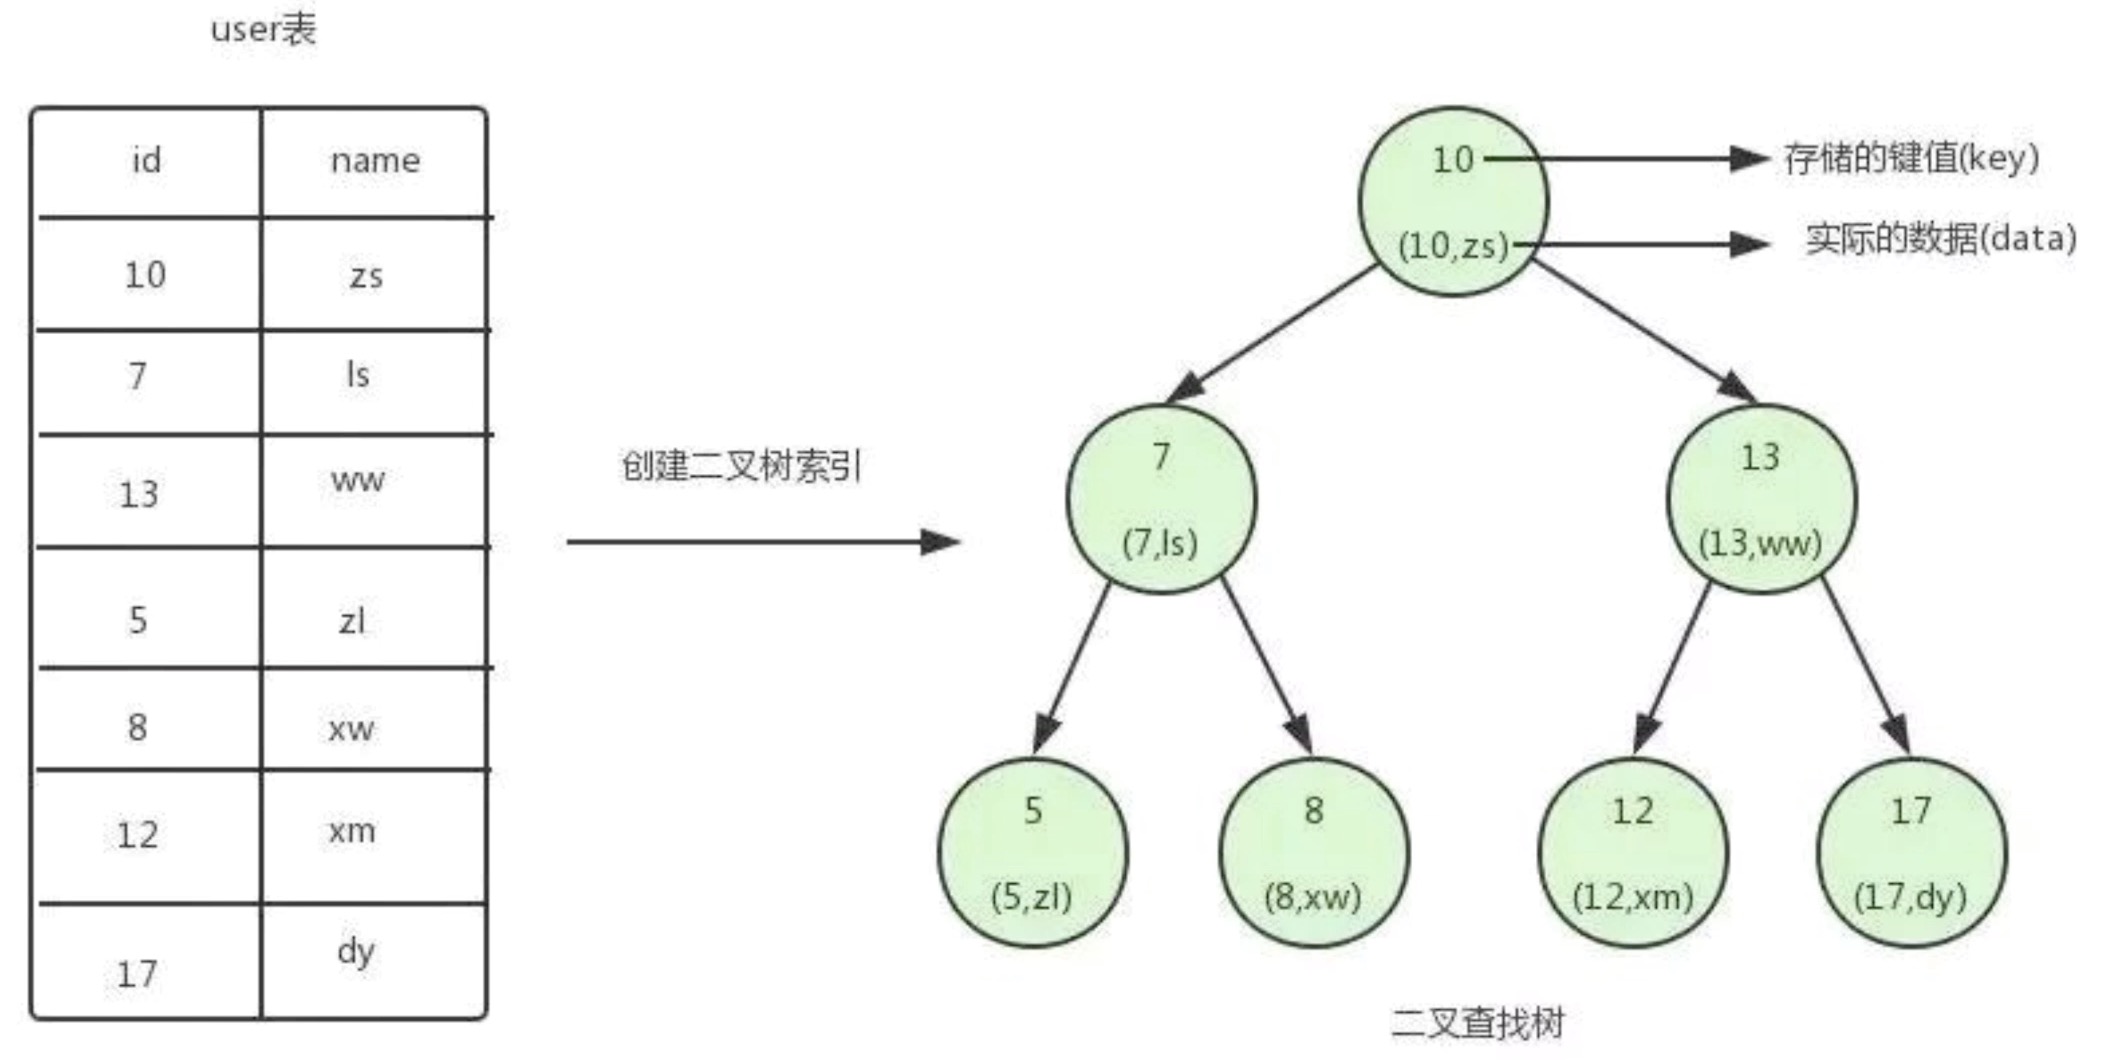 user表
id name
10 zs
7 ls
13 ww
5 zl
8 xw
12 xm
17 dy
创建二叉树索引
10
(10,zs)
存储的键值(key)
实际的数据(data)
7
(7,ls)
13
(13,ww)
5
(5,zl)
8
(8,xw)
12
(12,xm)
17
(17,dy)
二叉查找树